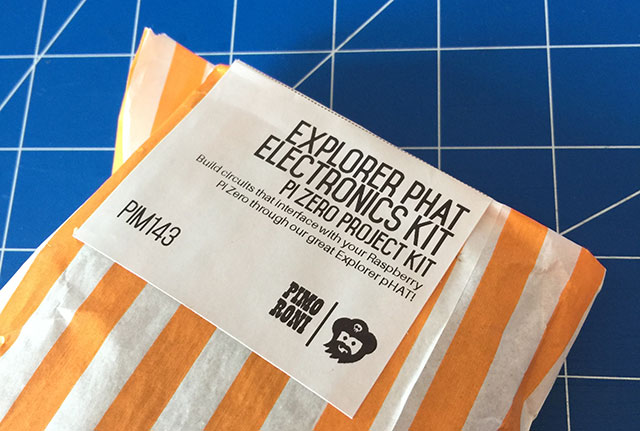 EXPLORER PHAT
ELECTRONICS KIT
PI ZERO PROJECT KIT
Build circuits that interface with your Raspberry
Pi Zero through our great Explorer pHAT!
PIM143
PIMO
RONI